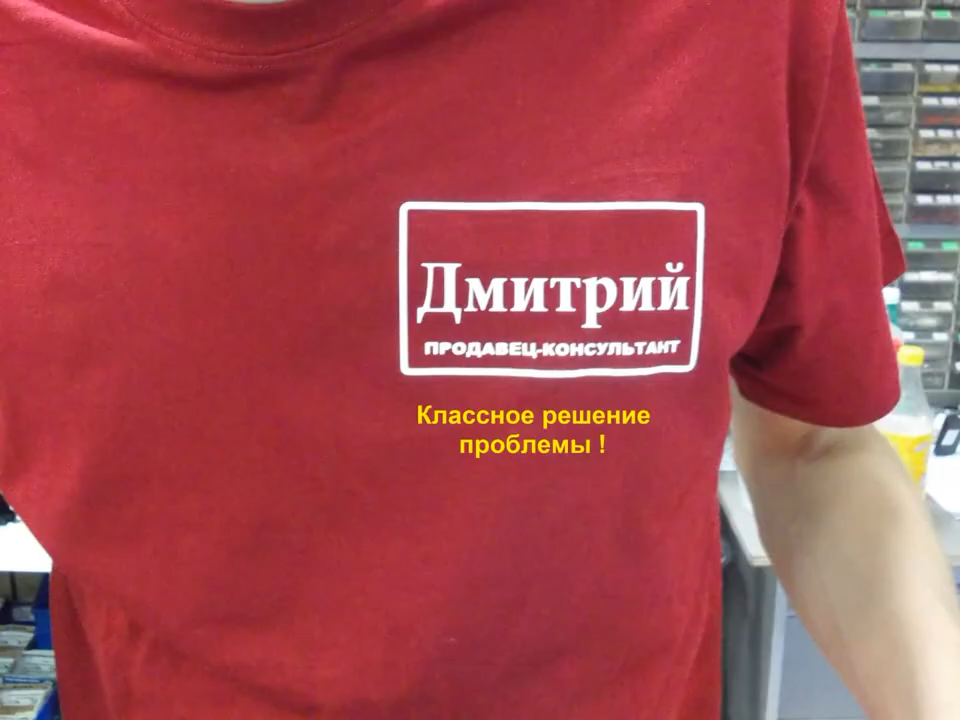 Дмитрий
ПРОДАВЕЦ-КОНСУЛЬТАНТ
Классное решение
проблемы !